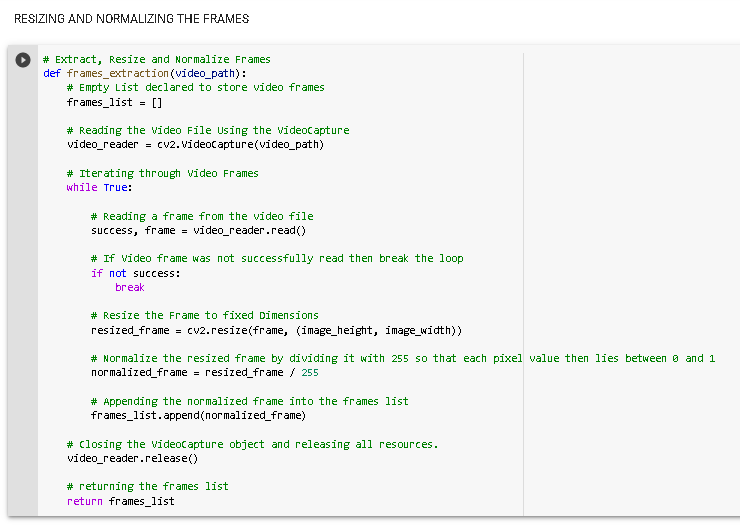 RESIZING AND NORMALIZING THE FRAMES
# Extract, Resize and Normalize Frames
def frames_extraction(video_path):
# Empty List declared to store video frames
frames_list = []
# Reading the Video File Using the VideoCapture
video_reader = cv2.VideoCapture(video_path)
# Iterating through Video Frames
while True:
# Reading a frame from the video file
success, frame = video_reader.read()
# If Video frame was not successfully read then break the loop
if not success:
break
# Resize the Frame to fixed Dimensions
resized_frame = cv2.resize(frame, (image_height, image_width))
# Normalize the resized frame by dividing it with 255 so that each pixel value then lies between 0 and 1
normalized_frame = resized_frame / 255
# Appending the normalized frame into the frames list
frames_list.append(normalized_frame)
# Closing the VideoCapture object and releasing all resources.
video_reader.release()
# returning the frames list
return frames_list